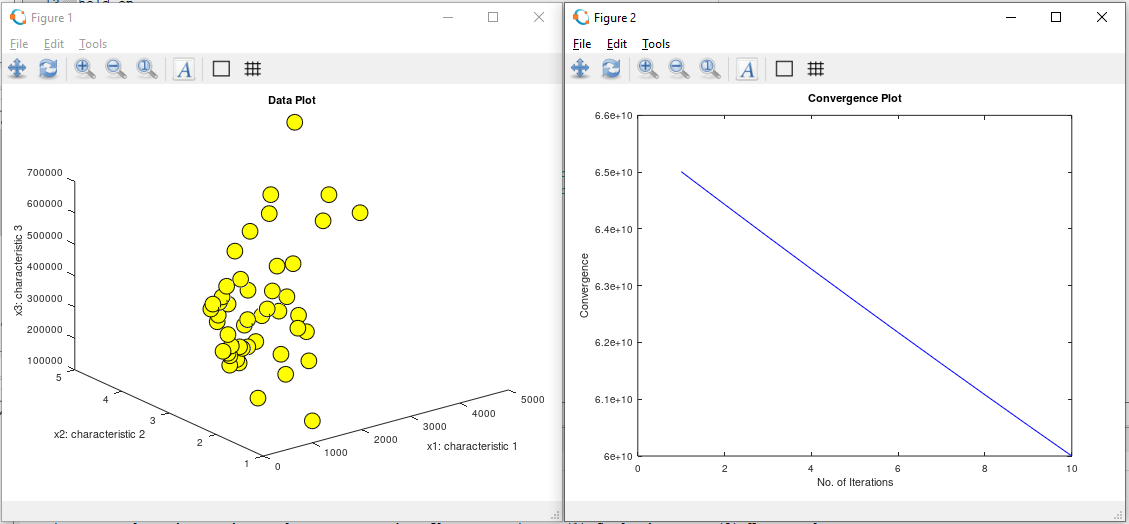 Figure 1
File Edit Tools
A
Data Plot
700000
600000
500000
400000
300000
200000
100000
x3: characteristic 3
5
4
3
2
1
x2: characteristic 2
0
1000
2000
3000
4000
5000
x1: characteristic 1
Figure 2
File Edit Tools
A
Convergence Plot
6.6e+10
6.5e+10
6.4e+10
6.3e+10
6.2e+10
6.1e+10
6e+10
Convergence
0 2 4 6 8 10
No. of Iterations